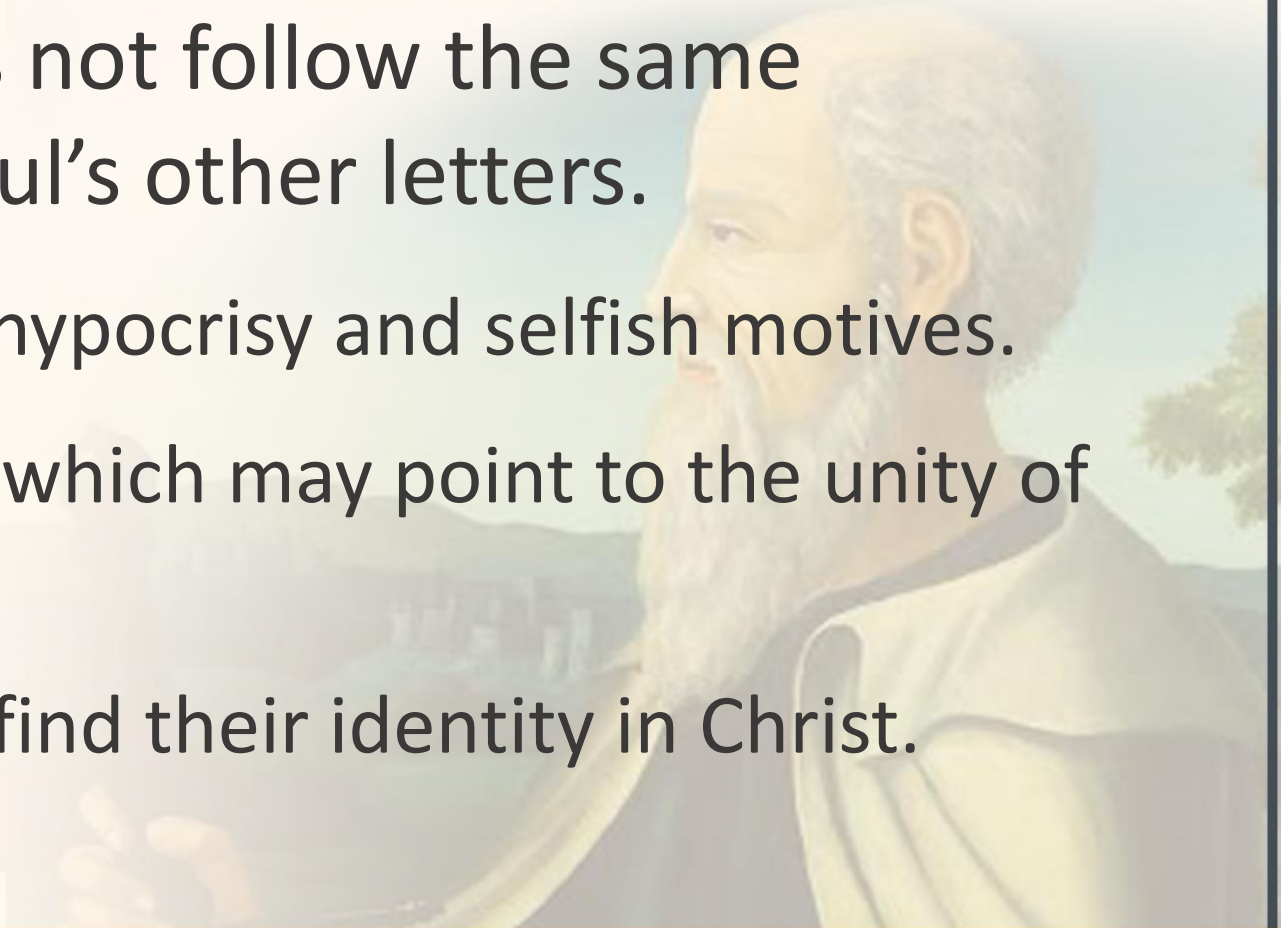 not follow the same
ul’s other letters.
hypocrisy and selfish motives.
which may point to the unity of
find their identity in Christ.